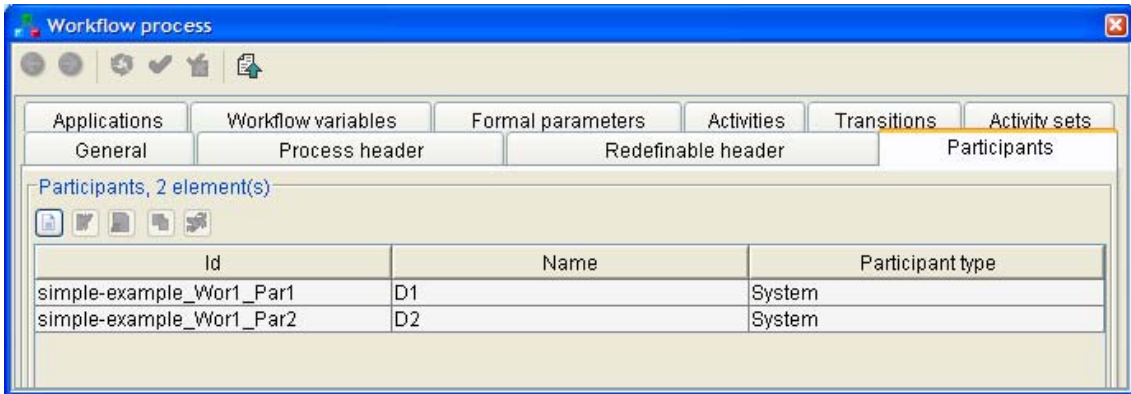 Workflow process
Applications Workflow variables Formal parameters Activities Transitions Activity sets
General Process header Redefinable header Participants
Participants, 2 element(s)
Id Name Participant type
simple-example_Wor1_Par1 D1 System
simple-example_Wor1_Par2 D2 System